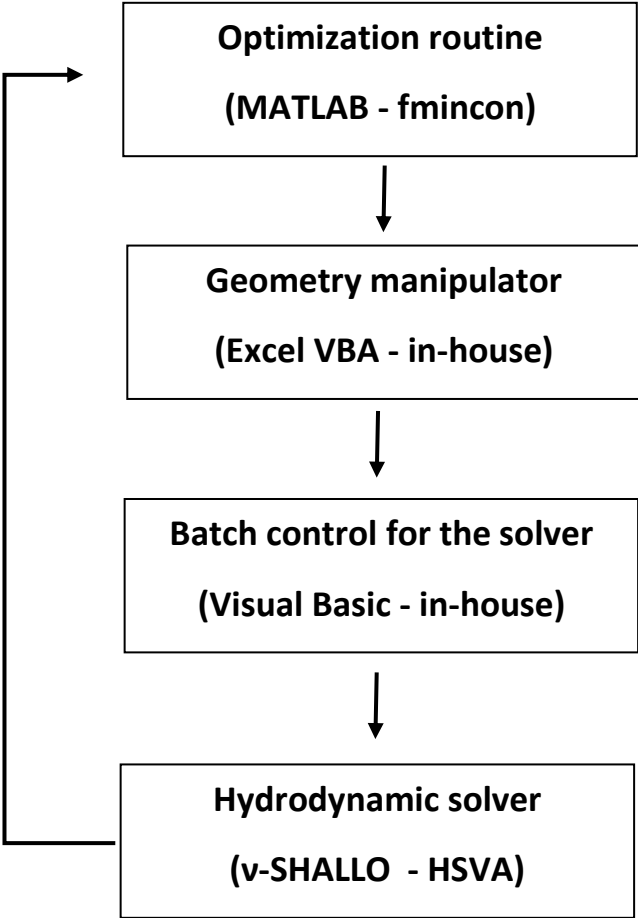 Optimization routine
(MATLAB - fmincon)
Geometry manipulator
(Excel VBA - in-house)
Batch control for the solver
(Visual Basic - in-house)
Hydrodynamic solver
(ν-SHALLO - HSVA)